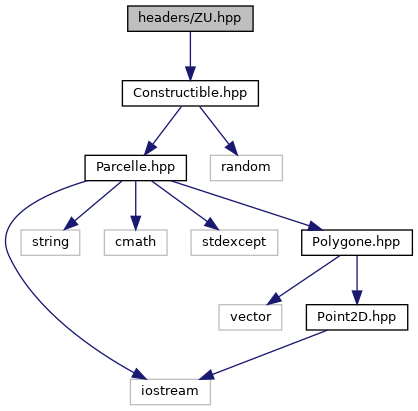 headers/ZU.hpp
Constructible.hpp
Parcelle.hpp
random
string
cmath
stdexcept
Polygone.hpp
vector
Point2D.hpp
iostream